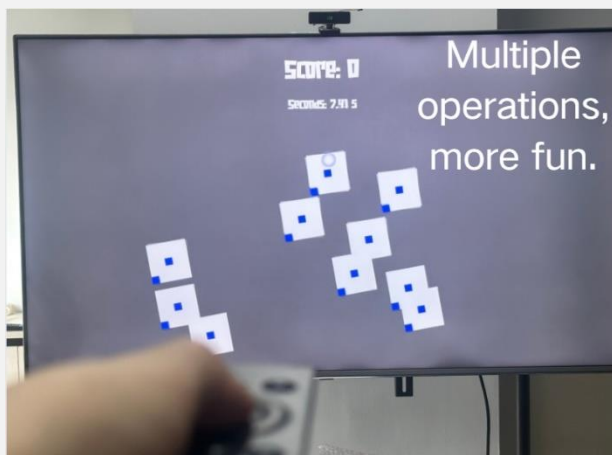 Score: 0
Seconds: 7.91 S
Multiple
operations,
more fun.